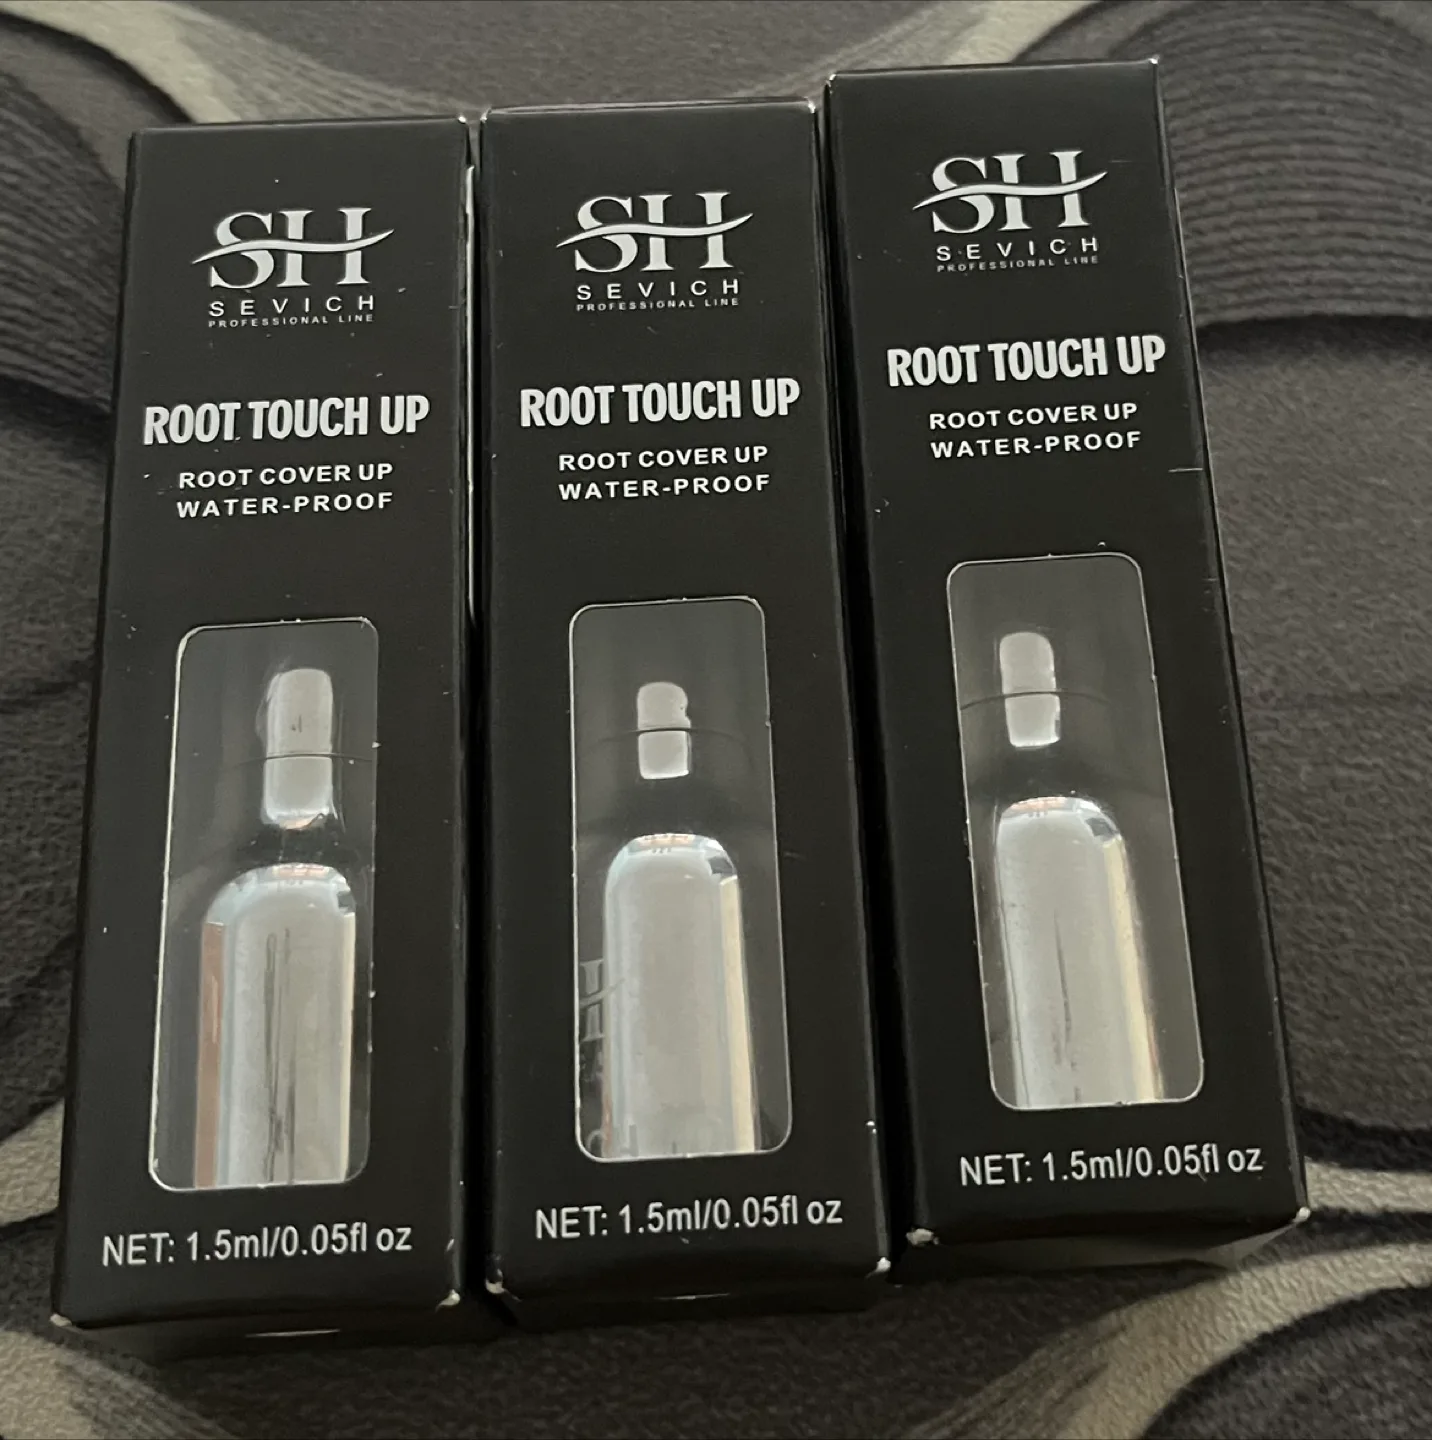 SH
SEVICH
PROFESSIONAL LINE
ROOT TOUCH UP
ROOT COVER UP
WATER-PROOF
NET: 1.5ml/0.05fl oz
SH
SEVICH
PROFESSIONAL LINE
ROOT TOUCH UP
ROOT COVER UP
WATER-PROOF
NET: 1.5ml/0.05fl oz
SH
SEVICH
PROFESSIONAL LINE
ROOT TOUCH UP
ROOT COVER UP
WATER-PROOF
NET: 1.5ml/0.05fl oz